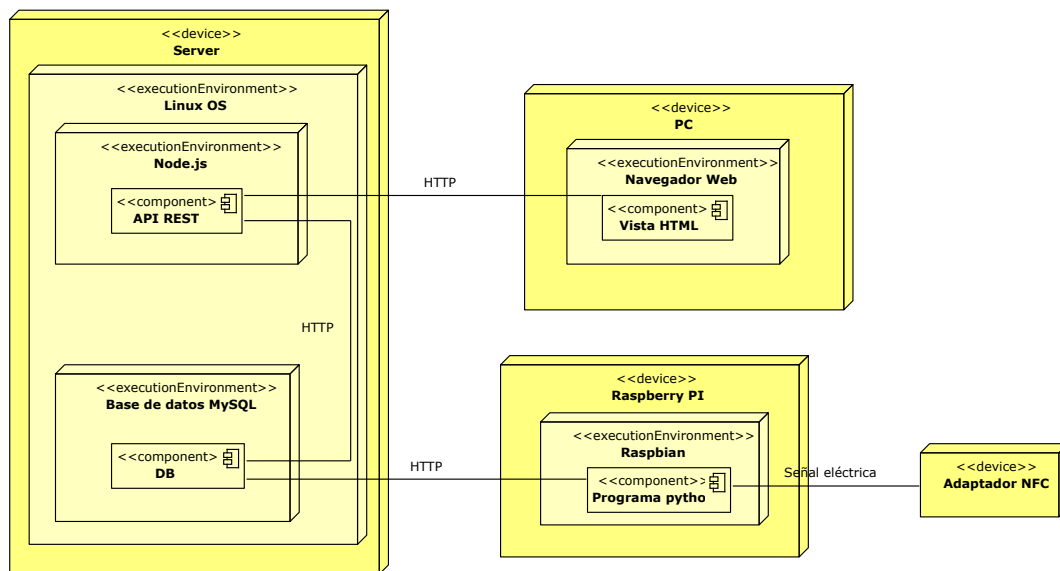 <<device>>
Server
<<executionEnvironment>>
Linux OS
<<executionEnvironment>>
Node.js
<<component>
API REST
HTTP
<<executionEnvironment>>
Base de datos MySQL
<<component>
DB
HTTP
<<device>>
PC
<<executionEnvironment>>
Navegador Web
<<component>
Vista HTML
HTTP
<<device>>
Raspberry PI
<<executionEnvironment>>
Raspbian
<<component>>
Programa pytho
Señal eléctrica
<<device>>
Adaptador NFC